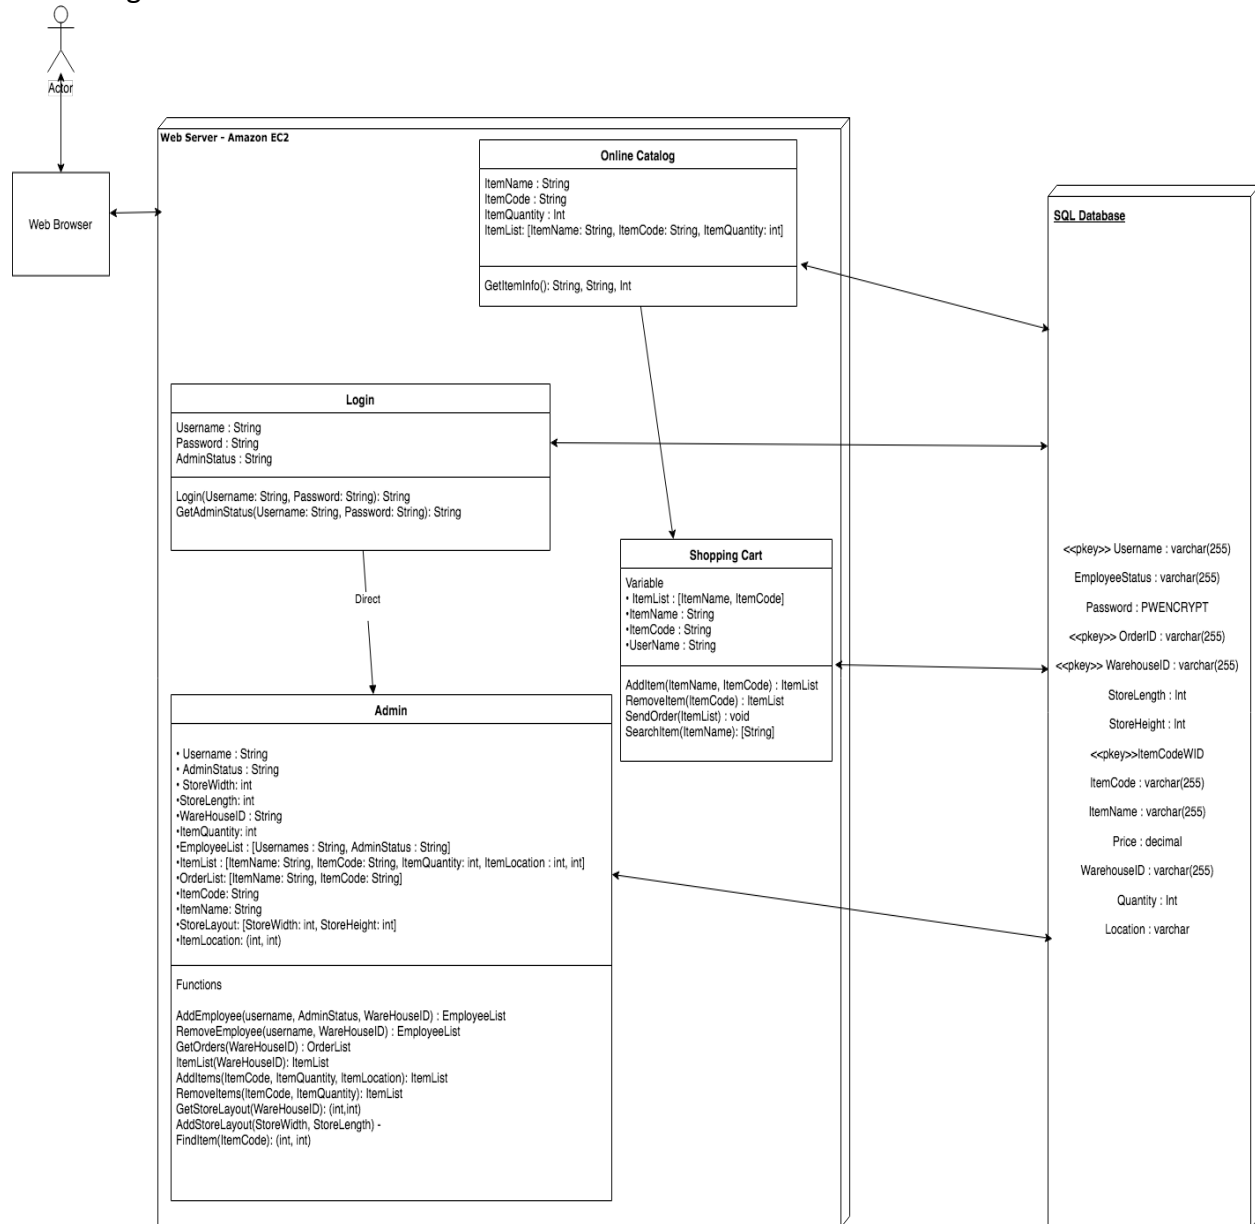 Actor
Web Browser
Web Server - Amazon EC2
Online Catalog
ItemName : String
ItemCode : String
ItemQuantity : Int
ItemList: [ItemName: String, ItemCode: String, ItemQuantity: int]
GetItemInfo(): String, String, Int
Login
Username : String
Password : String
AdminStatus : String
Login(Username: String, Password: String): String
GetAdminStatus(Username: String, Password: String): String
Direct
Shopping Cart
Variable
• ItemList : [ItemName, ItemCode]
•ItemName : String
•ItemCode : String
•UserName : String
AddItem(ItemName, ItemCode) : ItemList
RemoveItem(ItemCode) : ItemList
SendOrder(ItemList) : void
SearchItem(ItemName): [String]
Admin
• Username : String
• AdminStatus : String
• StoreWidth: int
•StoreLength: int
•WareHouseID : String
•ItemQuantity: int
•EmployeeList : [Usernames : String, AdminStatus : String]
•ItemList : [ItemName: String, ItemCode: String, ItemQuantity: int, ItemLocation : int, int]
•OrderList: [ItemName: String, ItemCode: String]
•ItemCode: String
•ItemName: String
•StoreLayout: [StoreWidth: int, StoreHeight: int]
•ItemLocation: (int, int)
Functions
AddEmployee(username, AdminStatus, WareHouseID) : EmployeeList
RemoveEmployee(username, WareHouseID) : EmployeeList
GetOrders(WareHouseID) : OrderList
ItemList(WareHouseID): ItemList
AddItems(ItemCode, ItemQuantity, ItemLocation): ItemList
RemoveItems(ItemCode, ItemQuantity): ItemList
GetStoreLayout(WareHouseID): (int,int)
AddStoreLayout(StoreWidth, StoreLength) -
FindItem(ItemCode): (int, int)
SQL Database
<<pkey>> Username : varchar(255)
EmployeeStatus : varchar(255)
Password : PWENCRYPT
<<pkey>> OrderID : varchar(255)
<<pkey>> WarehouseID : varchar(255)
StoreLength : Int
StoreHeight : Int
<<pkey>>ItemCodeWID
ItemCode : varchar(255)
ItemName : varchar(255)
Price : decimal
WarehouseID : varchar(255)
Quantity : Int
Location : varchar